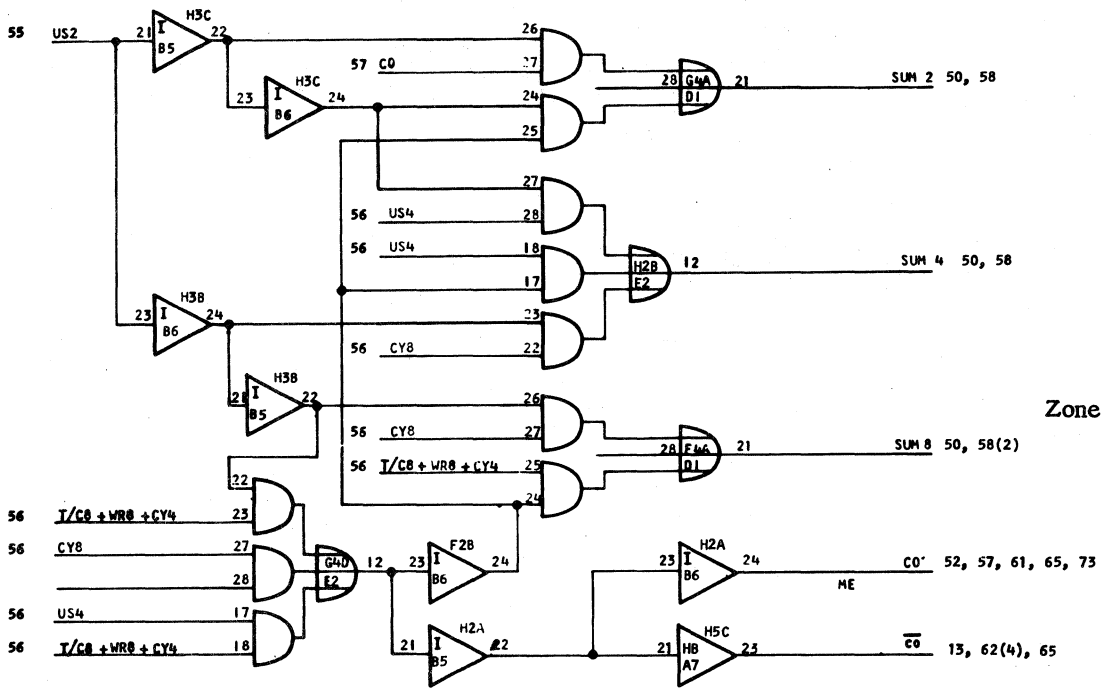 H3C
55 US2 21 I B5 22 26
57 C0 27
H3C
23 I B6 24 24
25
28 G4A D1 21 SUM 2 50, 58
27
56 US4 28
56 US4 18
17
H2B E2 12 SUM 4 50, 58
H3B
23 I B6 24 23
56 CY8 22
H3B
21 I B5 22 26
56 CY8 27
Zone
28 D1 21 SUM 8 50, 58(2)
56 T/C8 + WR8 + CY4 25
24
22
56 T/C8 + WR8 + CY4 23
56 CY8 27
28
G4D E2 12
56 US4 17
56 T/C8 + WR8 + CY4 18
F2B
23 I B6 24
H2A
21 I B5 22
H2A
23 I B6 24 C0 52, 57, 61, 65, 73
ME
H5C
21 HB A7 23 C0 13, 62(4), 65